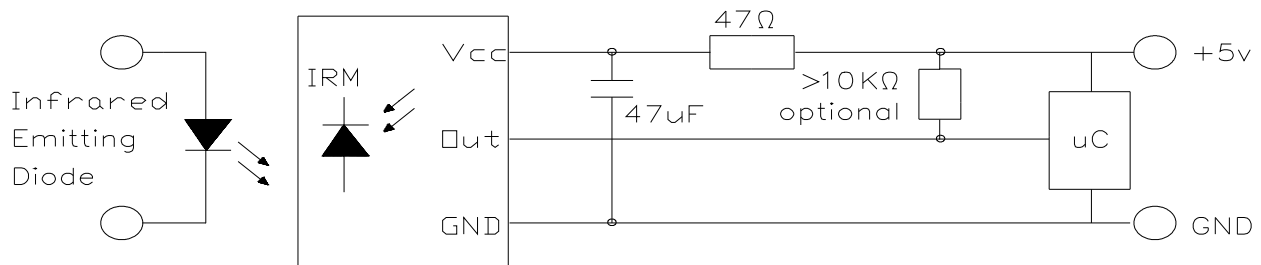 47Ω
Vcc
+5v
IRM
>10KΩ
optional
Infrared
Emitting
Diode
47uF
Out
uC
GND
GND